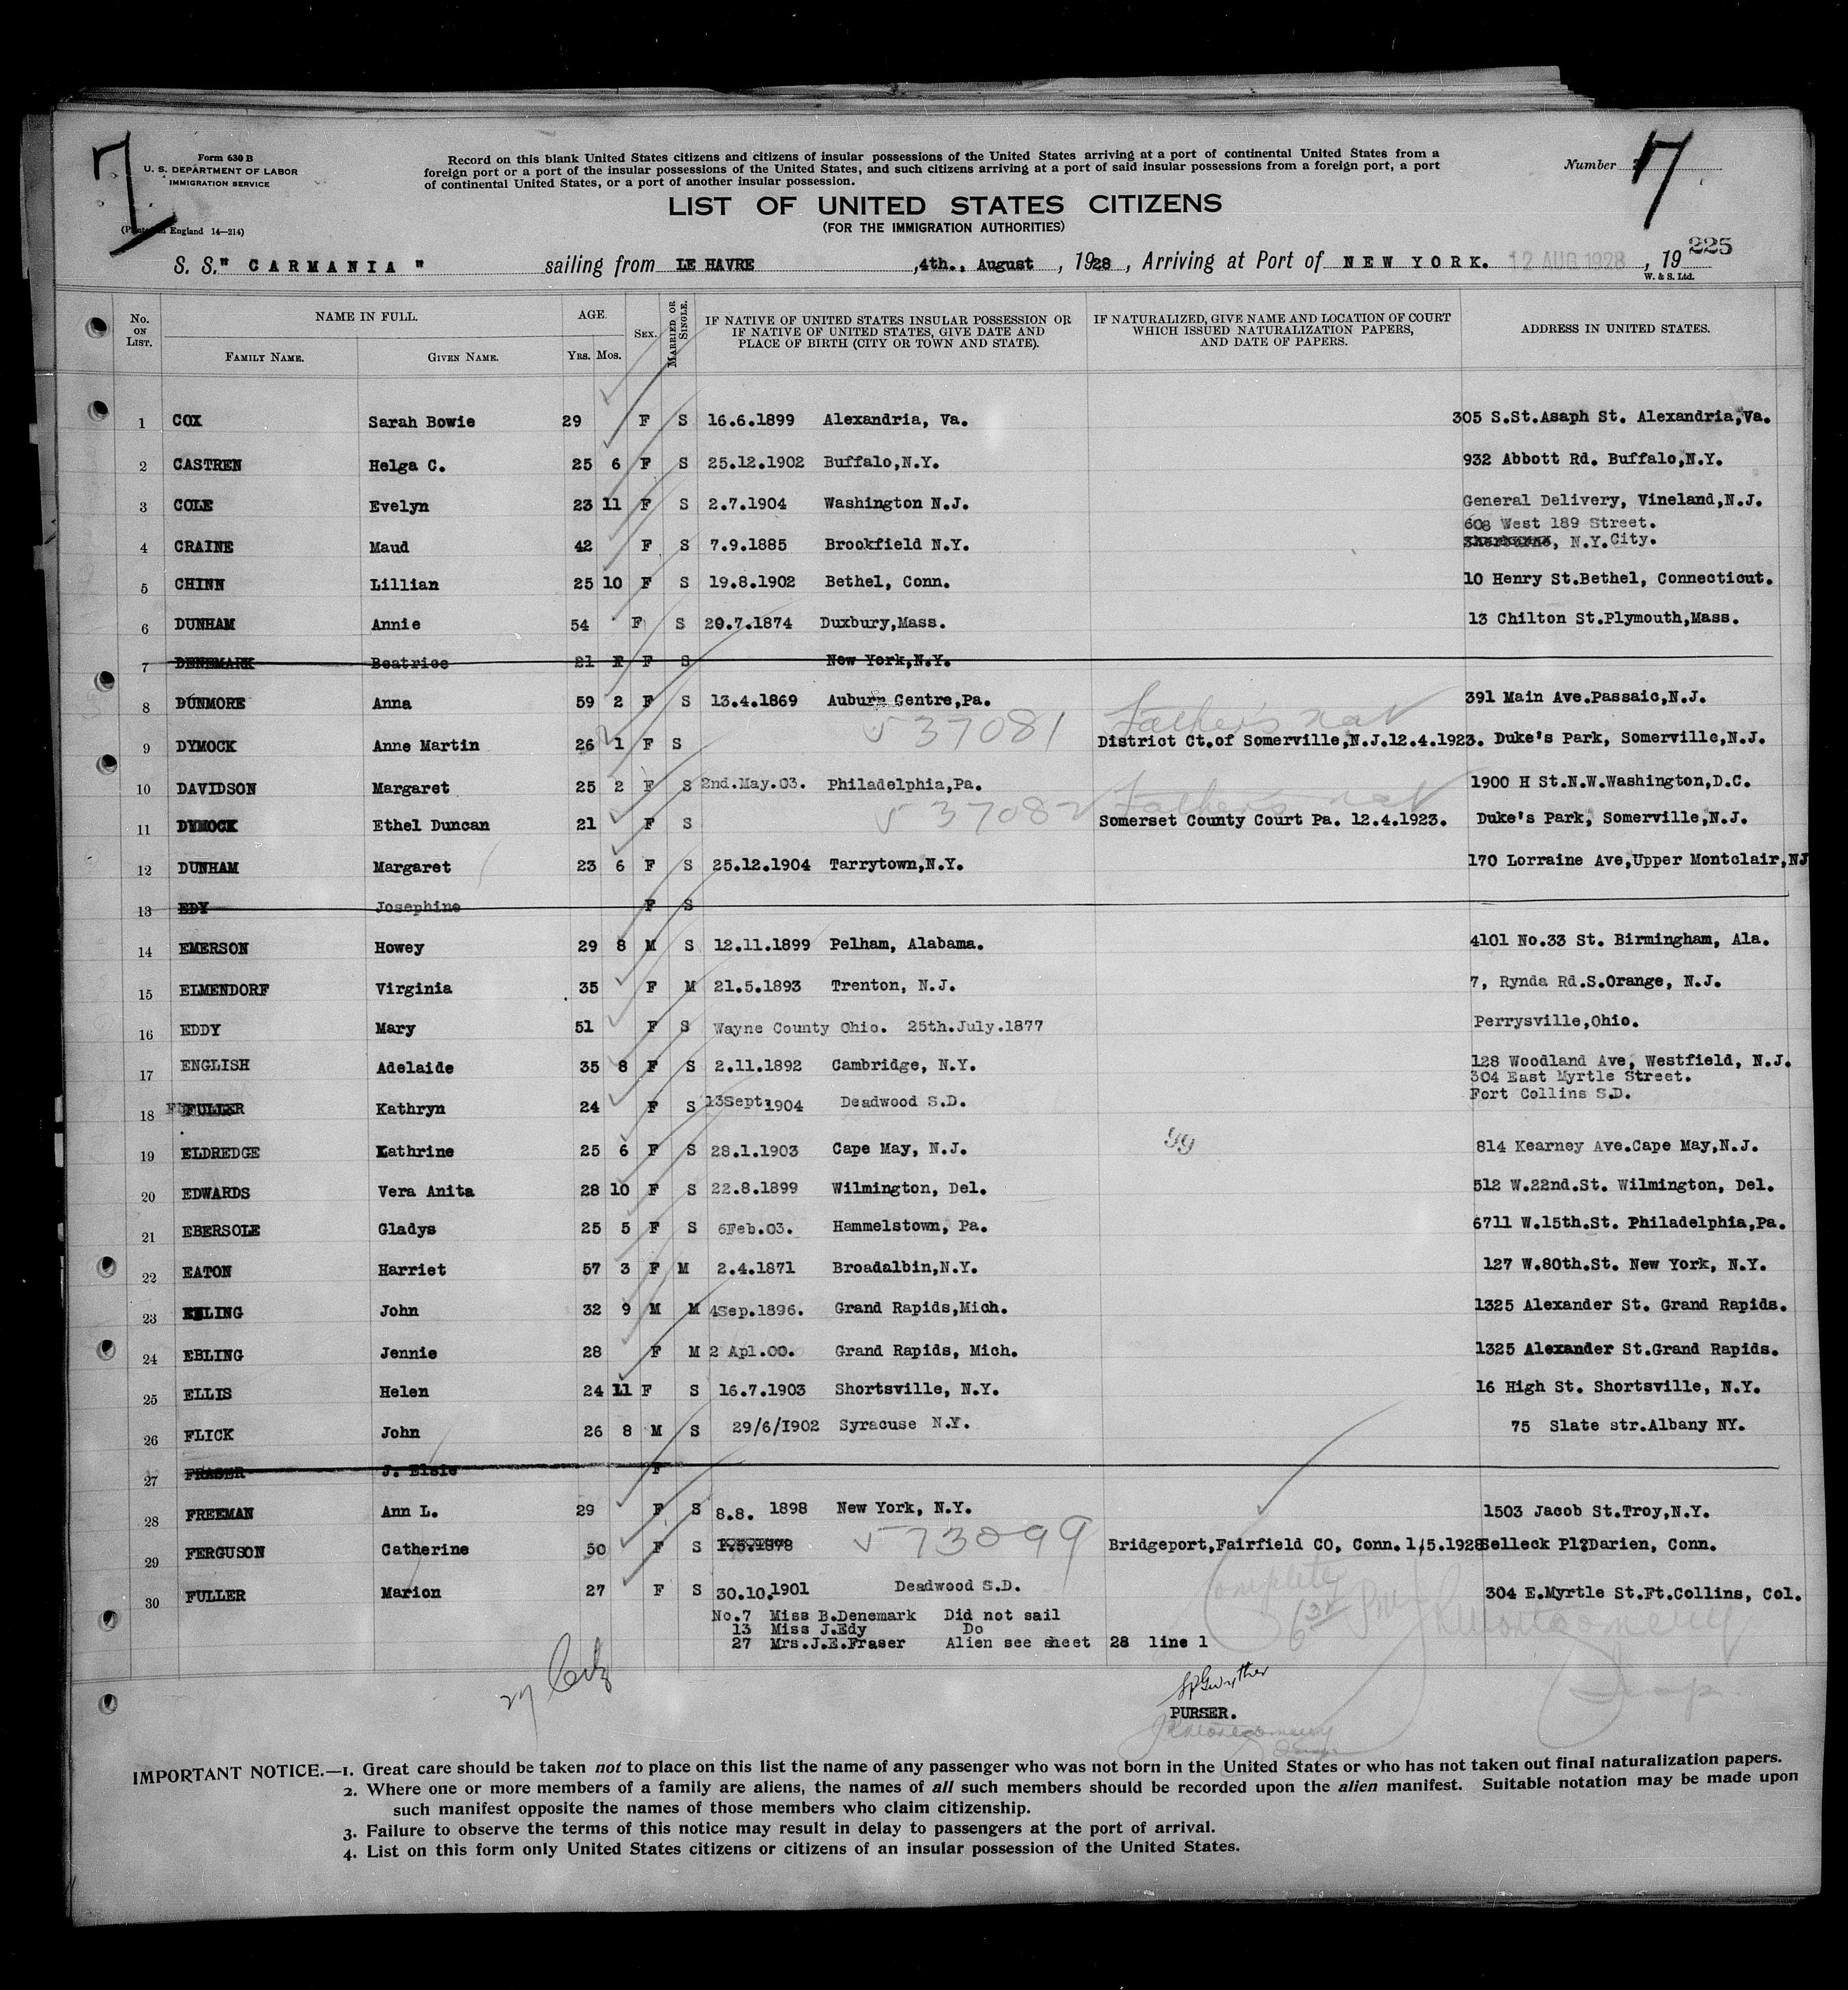 7
Form 630 B
U. S. DEPARTMENT OF LABOR
IMMIGRATION SERVICE
England 14—214)
Record on this blank United States citizens and citizens of insular possessions of the United States arriving at a port of continental United States from a
foreign port or a port of the insular possessions of the United States, and such citizens arriving at a port of said insular possessions from a foreign port, a port
of continental United States, or a port of another insular possession.
Number 7
LIST OF UNITED STATES CITIZENS
(FOR THE IMMIGRATION AUTHORITIES)
225
S. S." CARMANIA " sailing from LE HAVRE ,4th., August , 1928 , Arriving at Port of NEW YORK. 12 AUG 1928 , 19
W. & S. Ltd.
No. ON LIST. NAME IN FULL. FAMILY NAME. GIVEN NAME. AGE. YRS. MOS. SEX. MARRIED OR SINGLE. IF NATIVE OF UNITED STATES INSULAR POSSESSION OR IF NATIVE OF UNITED STATES, GIVE DATE AND PLACE OF BIRTH (CITY OR TOWN AND STATE). IF NATURALIZED, GIVE NAME AND LOCATION OF COURT WHICH ISSUED NATURALIZATION PAPERS, AND DATE OF PAPERS. ADDRESS IN UNITED STATES.
1 COX Sarah Bowie 29 F S 16.6.1899 Alexandria, Va. 305 S.St.Asaph St. Alexandria,Va.
2 CASTREN Helga C. 25 6 F S 25.12.1902 Buffalo,N.Y. 932 Abbott Rd. Buffalo,N.Y.
3 COLE Evelyn 23 11 F S 2.7.1904 Washington N.J. General Delivery, Vineland,N.J.
608 West 189 Street.
4 CRAINE Maud 42 F S 7.9.1885 Brookfield N.Y. , N.Y.City.
5 CHINN Lillian 25 10 F S 19.8.1902 Bethel, Conn. 10 Henry St.Bethel, Connecticut.
6 DUNHAM Annie 54 F S 20.7.1874 Duxbury,Mass. 13 Chilton St.Plymouth,Mass.
7 DENEMARK Beatrice 21 F F S New York,N.Y.
8 DUNMORE Anna 59 2 F S 13.4.1869 Auburn Centre,Pa. 391 Main Ave.Passaic,N.J.
537081 Father's nat
9 DYMOCK Anne Martin 26 1 F S District Ct.of Somerville,N.J.12.4.1923. Duke's Park, Somerville,N.J.
10 DAVIDSON Margaret 25 2 F S 2nd.May.03. Philadelphia,Pa. 1900 H St.N.W.Washington,D.C.
537082 Father's nat
11 DYMOCK Ethel Duncan 21 F S Somerset County Court Pa. 12.4.1923. Duke's Park, Somerville,N.J.
12 DUNHAM Margaret 23 6 F S 25.12.1904 Tarrytown,N.Y. 170 Lorraine Ave,Upper Montclair,NJ
13 EDY Josephine F S
14 EMERSON Howey 29 8 M S 12.11.1899 Pelham, Alabama. 4101 No.33 St. Birmingham, Ala.
15 ELMENDORF Virginia 35 F M 21.5.1893 Trenton, N.J. 7, Rynda Rd.S.Orange, N.J.
16 EDDY Mary 51 F S Wayne County Ohio. 25th.July.1877 Perrysville,Ohio.
17 ENGLISH Adelaide 35 8 F S 2.11.1892 Cambridge, N.Y. 128 Woodland Ave, Westfield, N.J.
304 East Myrtle Street.
18 FULLER Kathryn 24 F S 13Sept.1904 Deadwood S.D. Fort Collins S.D.
19 ELDREDGE Kathrine 25 6 F S 28.1.1903 Cape May, N.J. 814 Kearney Ave.Cape May,N.J.
20 EDWARDS Vera Anita 28 10 F S 22.8.1899 Wilmington, Del. 512 W.22nd.St. Wilmington, Del.
21 EBERSOLE Gladys 25 5 F S 6Feb.03. Hammelstown, Pa. 6711 W.15th.St. Philadelphia,Pa.
22 EATON Harriet 57 3 F M 2.4.1871 Broadalbin,N.Y. 127 W.80th.St. New York, N.Y.
23 EBLING John 32 9 M M 4Sep.1896. Grand Rapids,Mich. 1325 Alexander St. Grand Rapids.
24 EBLING Jennie 28 F M 2 Apl.00. Grand Rapids, Mich. 1325 Alexander St.Grand Rapids.
25 ELLIS Helen 24 11 F S 16.7.1903 Shortsville, N.Y. 16 High St. Shortsville, N.Y.
26 FLICK John 26 8 M S 29/6/1902 Syracuse N.Y. 75 Slate str.Albany NY.
27 FRASER J. Elsie F
28 FREEMAN Ann L. 29 F S 8.8. 1898 New York, N.Y. 1503 Jacob St.Troy,N.Y.
573099
29 FERGUSON Catherine 50 F S 1.5.1878 Bridgeport,Fairfield CO, Conn. 1/5.1928 Selleck Pl?Darien, Conn.
30 FULLER Marion 27 F S 30.10.1901 Deadwood S.D. 304 E.Myrtle St.Ft.Collins, Col.
No.7 Miss B.Denemark Did not sail
13 Miss J.Edy Do
27 Mrs.J.E.Fraser Alien see sheet 28 line 1
Complete
27 Citz
PURSER.
IMPORTANT NOTICE.—1. Great care should be taken not to place on this list the name of any passenger who was not born in the United States or who has not taken out final naturalization papers.
2. Where one or more members of a family are aliens, the names of all such members should be recorded upon the alien manifest. Suitable notation may be made upon
such manifest opposite the names of those members who claim citizenship.
3. Failure to observe the terms of this notice may result in delay to passengers at the port of arrival.
4. List on this form only United States citizens or citizens of an insular possession of the United States.